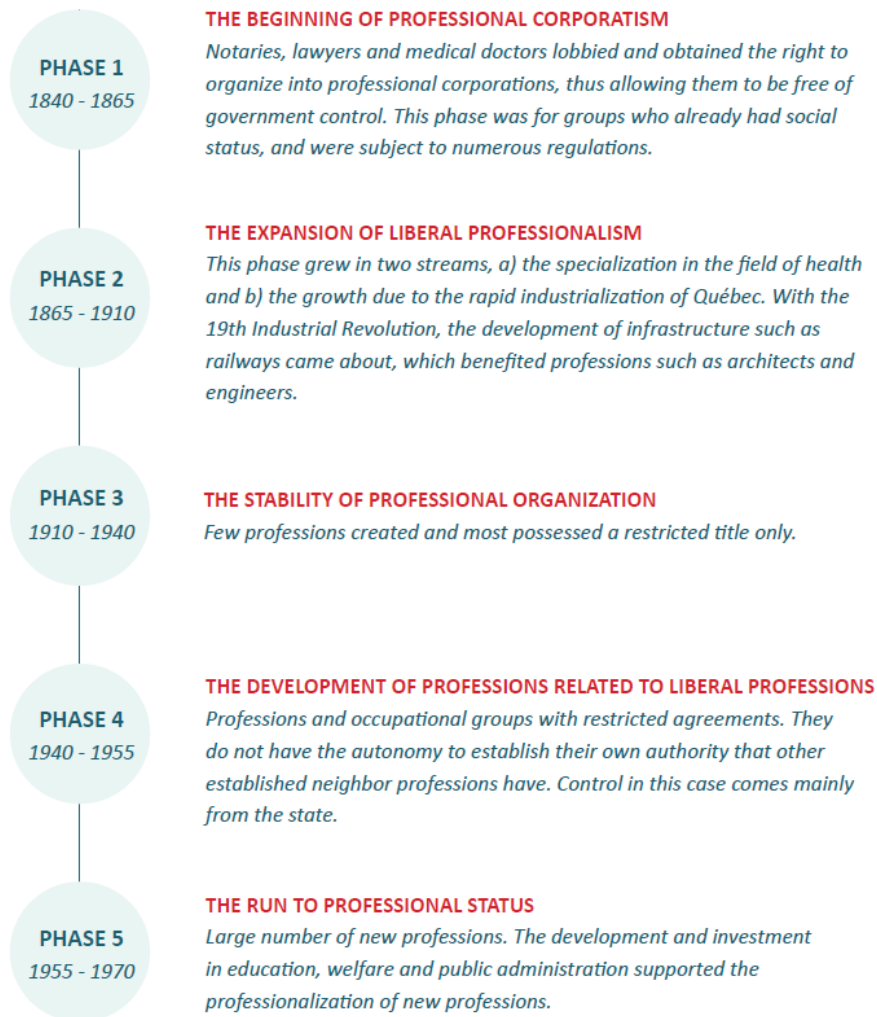 PHASE 1
1840 - 1865
THE BEGINNING OF PROFESSIONAL CORPORATISM
Notaries, lawyers and medical doctors lobbied and obtained the right to
organize into professional corporations, thus allowing them to be free of
government control. This phase was for groups who already had social
status, and were subject to numerous regulations.
PHASE 2
1865 - 1910
THE EXPANSION OF LIBERAL PROFESSIONALISM
This phase grew in two streams, a) the specialization in the field of health
and b) the growth due to the rapid industrialization of Québec. With the
19th Industrial Revolution, the development of infrastructure such as
railways came about, which benefited professions such as architects and
engineers.
PHASE 3
1910 - 1940
THE STABILITY OF PROFESSIONAL ORGANIZATION
Few professions created and most possessed a restricted title only.
PHASE 4
1940 - 1955
THE DEVELOPMENT OF PROFESSIONS RELATED TO LIBERAL PROFESSIONS
Professions and occupational groups with restricted agreements. They
do not have the autonomy to establish their own authority that other
established neighbor professions have. Control in this case comes mainly
from the state.
PHASE 5
1955 - 1970
THE RUN TO PROFESSIONAL STATUS
Large number of new professions. The development and investment
in education, welfare and public administration supported the
professionalization of new professions.